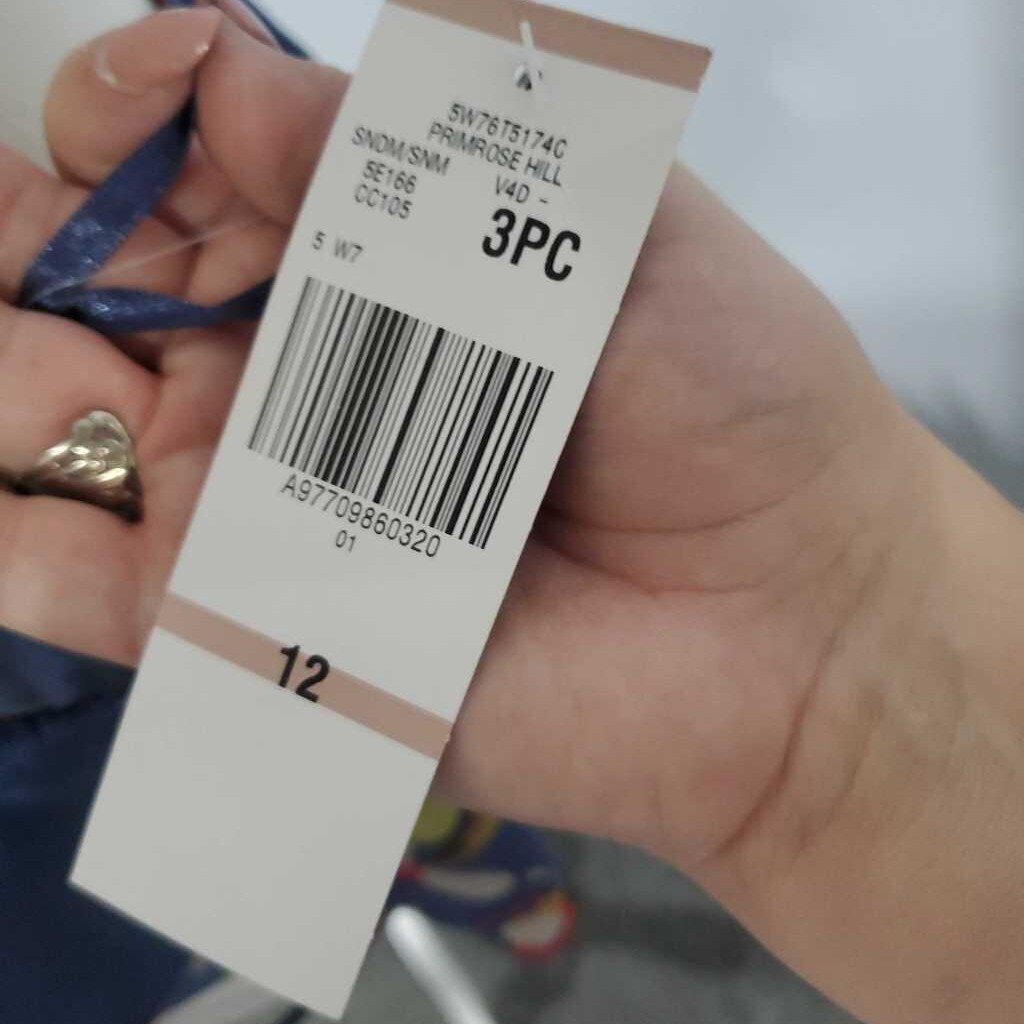 5W76T5174C
PRIMROSE HILL
SNDM/SNM V4D -
5E166
CC105
3PC
5 W7
A97709860320
01
12